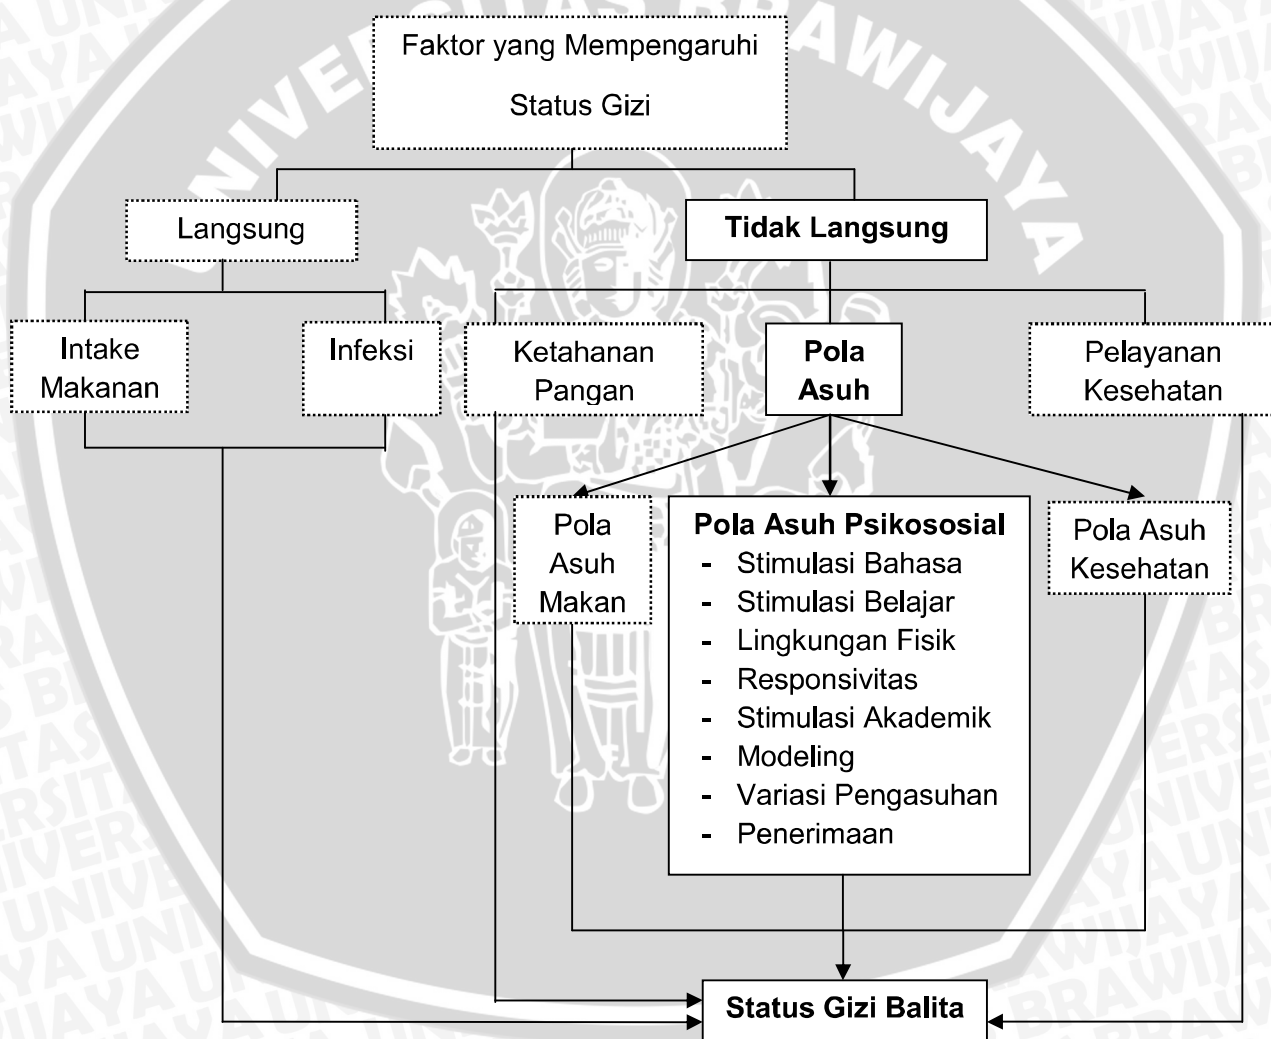 Faktor yang Mempengaruhi
Status Gizi
Langsung
Tidak Langsung
Intake
Makanan
Infeksi
Ketahanan
Pangan
Pola
Asuh
Pelayanan
Kesehatan
Pola
Asuh
Makan
Pola Asuh Psikososial
- Stimulasi Bahasa
- Stimulasi Belajar
- Lingkungan Fisik
- Responsivitas
- Stimulasi Akademik
- Modeling
- Variasi Pengasuhan
- Penerimaan
Pola Asuh
Kesehatan
Status Gizi Balita